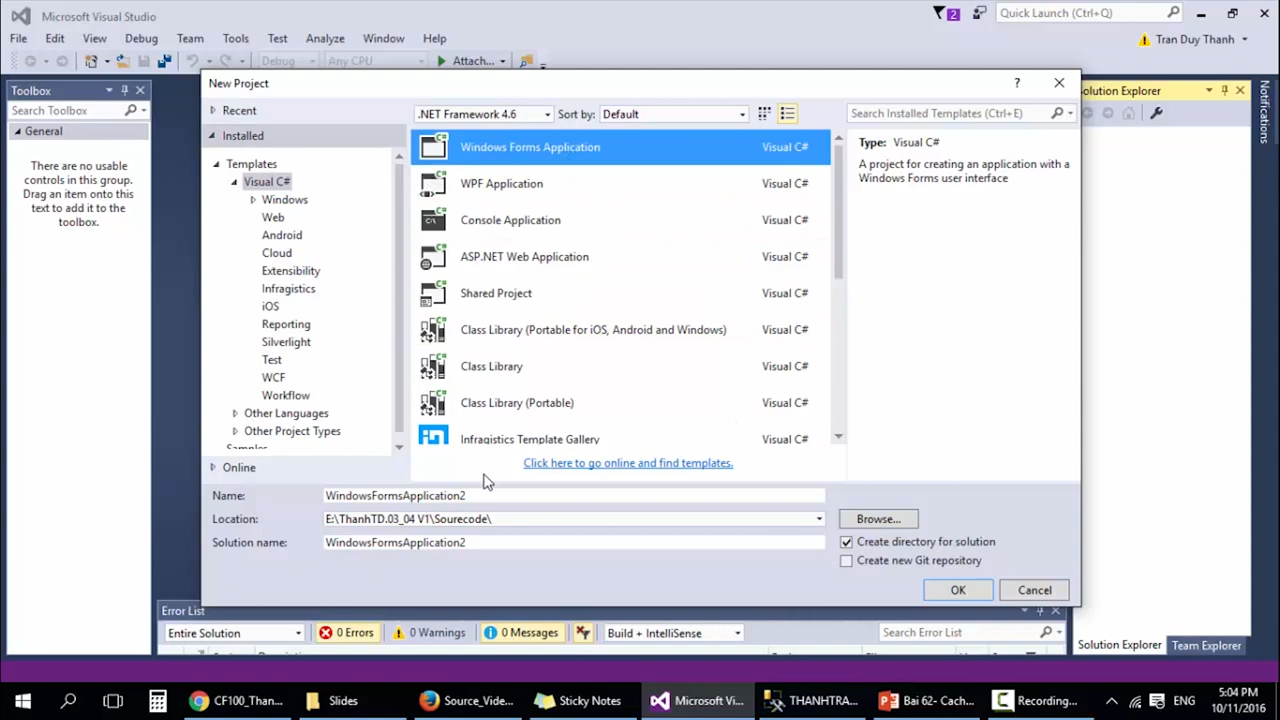 Microsoft Visual Studio
2
Quick Launch (Ctrl+Q)
File Edit View Debug Team Tools Test Analyze Window Help
Tran Duy Thanh
Debug Any CPU Attach...
Toolbox
Search Toolbox
General
There are no usable
controls in this group.
Drag an item onto this
text to add it to the
toolbox.
New Project
?
Recent
Installed
Templates
Visual C#
Windows
Web
Android
Cloud
Extensibility
Infragistics
iOS
Reporting
Silverlight
Test
WCF
Workflow
Other Languages
Other Project Types
Samples
Online
.NET Framework 4.6 Sort by: Default
Windows Forms Application Visual C#
WPF Application Visual C#
Console Application Visual C#
ASP.NET Web Application Visual C#
Shared Project Visual C#
Class Library (Portable for iOS, Android and Windows) Visual C#
Class Library Visual C#
Class Library (Portable) Visual C#
Infragistics Template Gallery Visual C#
Click here to go online and find templates.
Search Installed Templates (Ctrl+E)
Type: Visual C#
A project for creating an application with a
Windows Forms user interface
Name: WindowsFormsApplication2
Location: E:\ThanhTD.03_04 V1\Sourecode\
Solution name: WindowsFormsApplication2
Browse...
Create directory for solution
Create new Git repository
OK Cancel
Solution Explorer
Notifications
Error List
Entire Solution 0 Errors 0 Warnings 0 Messages Build + IntelliSense Search Error List
Solution Explorer Team Explorer
CF100_Than... Slides Source_Vide... Sticky Notes Microsoft Vi... THANHTRA... Bai 62- Cach... Recording... ENG
5:04 PM
10/11/2016